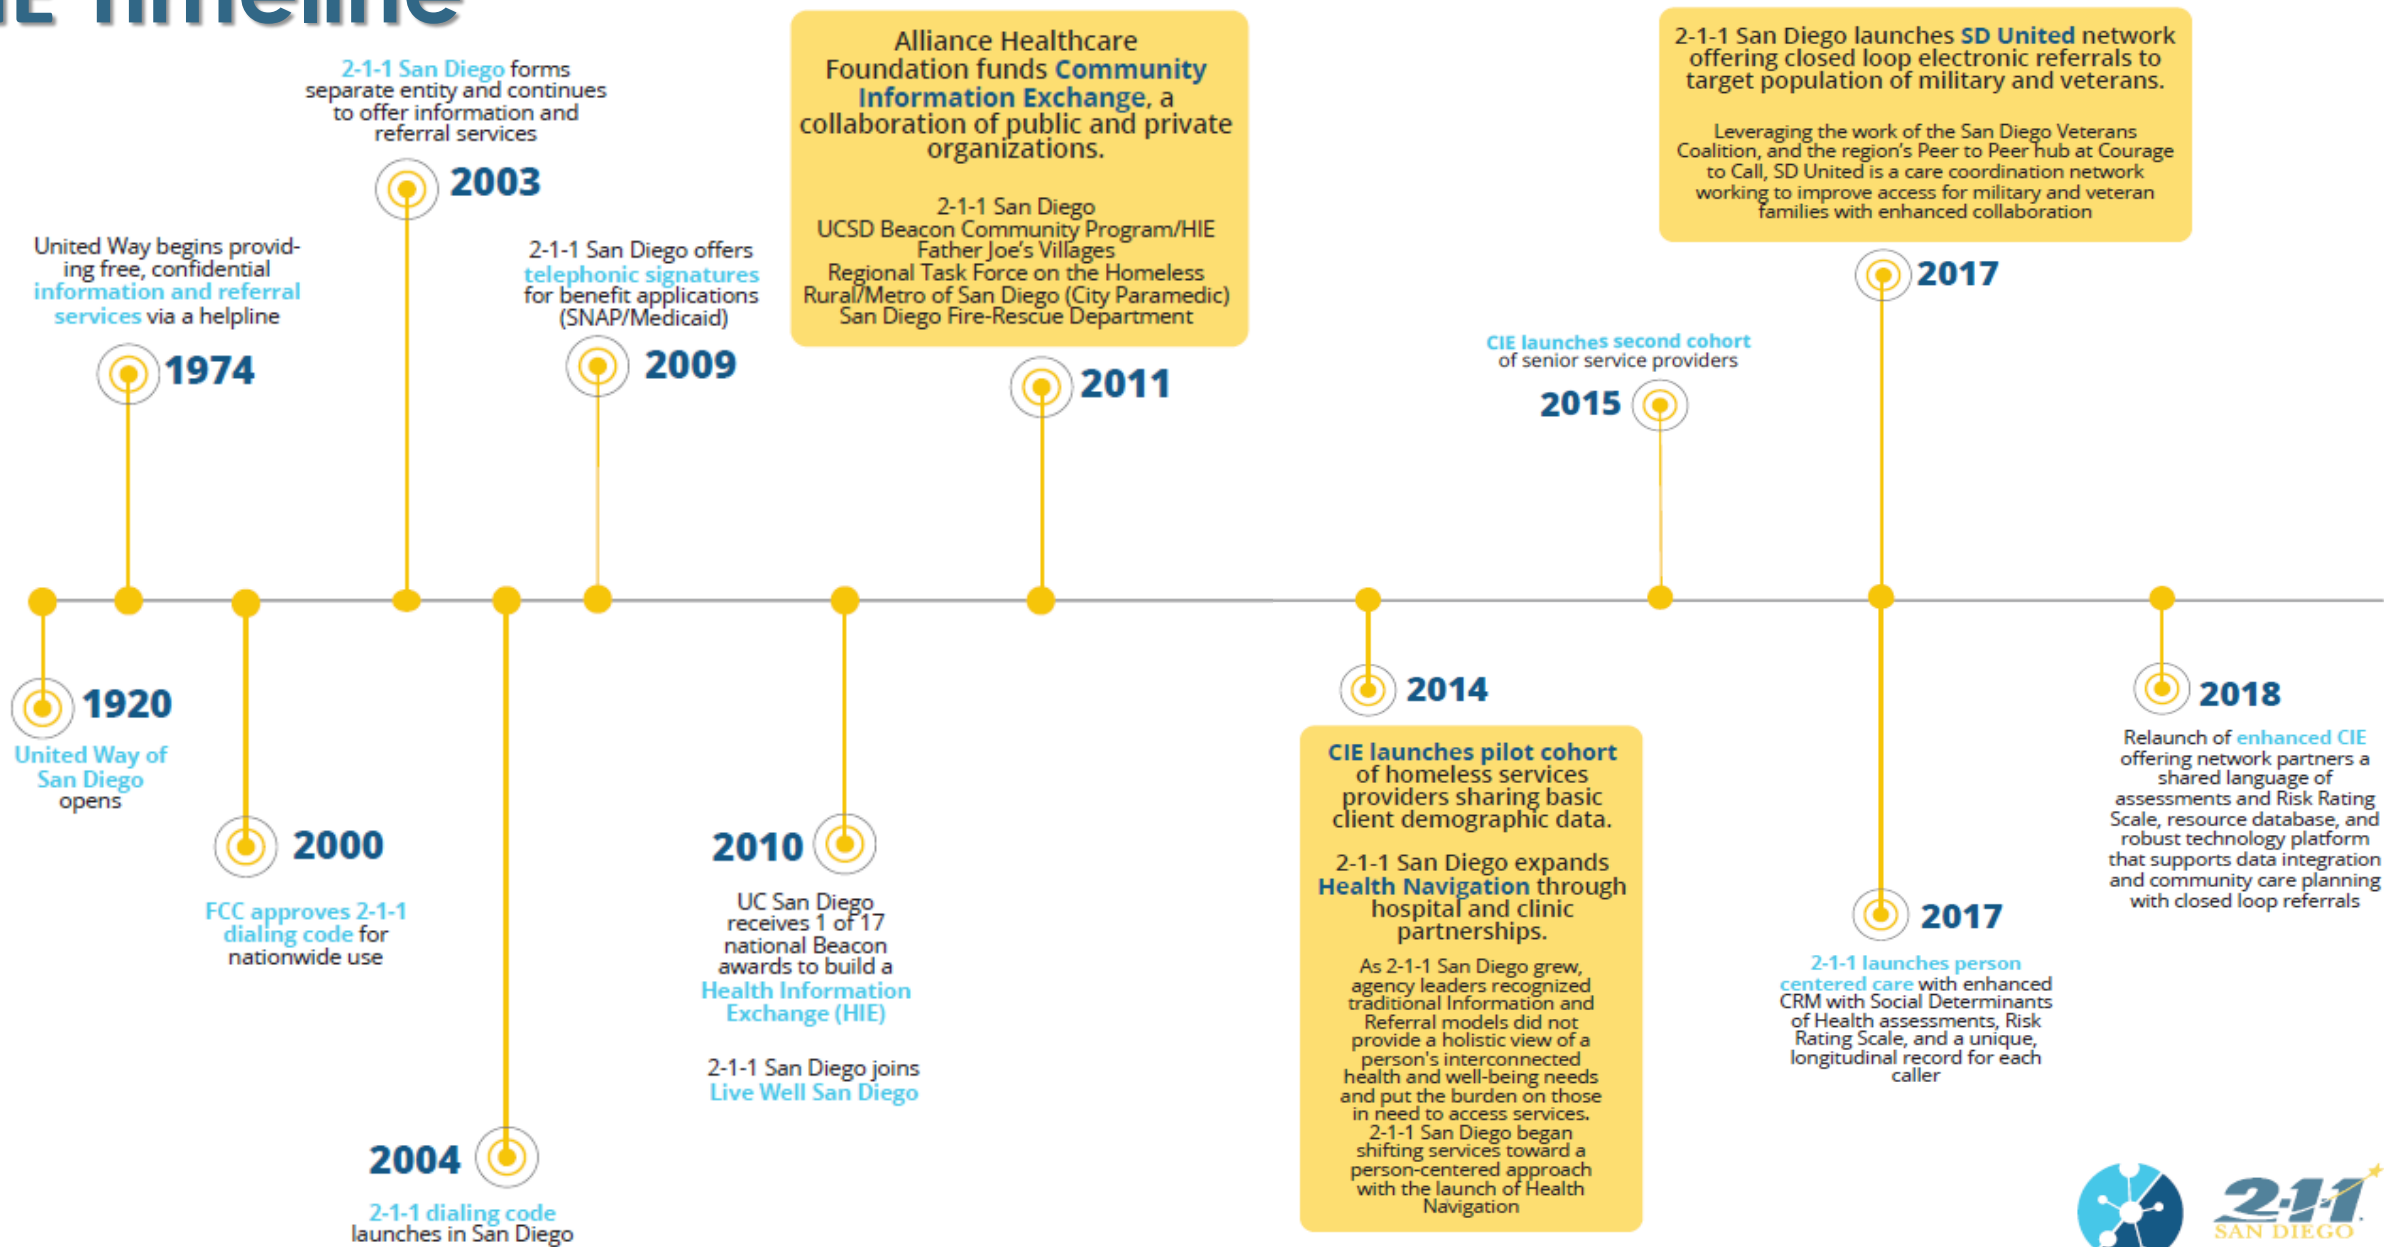 Timeline
2-1-1 San Diego forms
separate entity and continues
to offer information and
referral services
2003
United Way begins provid-
ing free, confidential
information and referral
services via a helpline
1974
2-1-1 San Diego offers
telephonic signatures
for benefit applications
(SNAP/Medicaid)
2009
Alliance Healthcare
Foundation funds Community
Information Exchange, a
collaboration of public and private
organizations.
2-1-1 San Diego
UCSD Beacon Community Program/HIE
Father Joe's Villages
Regional Task Force on the Homeless
Rural/Metro of San Diego (City Paramedic)
San Diego Fire-Rescue Department
2011
CIE launches second cohort
of senior service providers
2015
2-1-1 San Diego launches SD United network
offering closed loop electronic referrals to
target population of military and veterans.
Leveraging the work of the San Diego Veterans
Coalition, and the region's Peer to Peer hub at Courage
to Call, SD United is a care coordination network
working to improve access for military and veteran
families with enhanced collaboration
2017
1920
United Way of
San Diego
opens
2000
FCC approves 2-1-1
dialing code for
nationwide use
2004
2-1-1 dialing code
launches in San Diego
2010
UC San Diego
receives 1 of 17
national Beacon
awards to build a
Health Information
Exchange (HIE)
2-1-1 San Diego joins
Live Well San Diego
2014
CIE launches pilot cohort
of homeless services
providers sharing basic
client demographic data.
2-1-1 San Diego expands
Health Navigation through
hospital and clinic
partnerships.
As 2-1-1 San Diego grew,
agency leaders recognized
traditional Information and
Referral models did not
provide a holistic view of a
person's interconnected
health and well-being needs
and put the burden on those
in need to access services.
2-1-1 San Diego began
shifting services toward a
person-centered approach
with the launch of Health
Navigation
2017
2-1-1 launches person
centered care with enhanced
CRM with Social Determinants
of Health assessments, Risk
Rating Scale, and a unique,
longitudinal record for each
caller
2018
Relaunch of enhanced CIE
offering network partners a
shared language of
assessments and Risk Rating
Scale, resource database, and
robust technology platform
that supports data integration
and community care planning
with closed loop referrals
2-1-1
SAN DIEGO